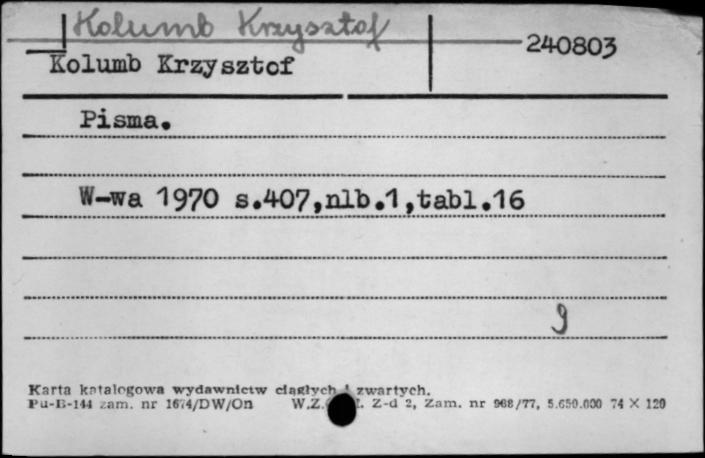 Kolumb Krzysztof
240803
Kolumb Krzysztof
Pisma.
W-wa 1970 s.407,nlb.1,tabl.16
9
Karta katalogowa wydawnictw ciągłych i zwartych.
Pu-B-144 zam. nr 1674/DW/On W.Z. Z-d 2, Zam. nr 968/77, 5.650.000 74 X 120